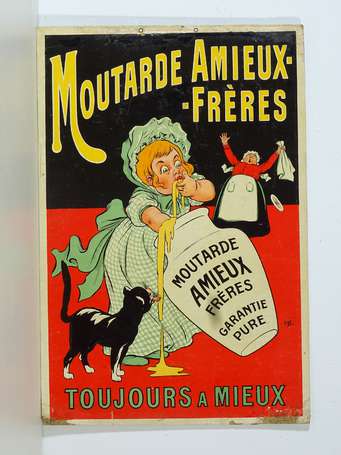 MOUTARDE AMIEUX-
-FRÈRES
MOUTARDE
AMIEUX
FRÈRES
GARANTIE
PURE
TOUJOURS A MIEUX